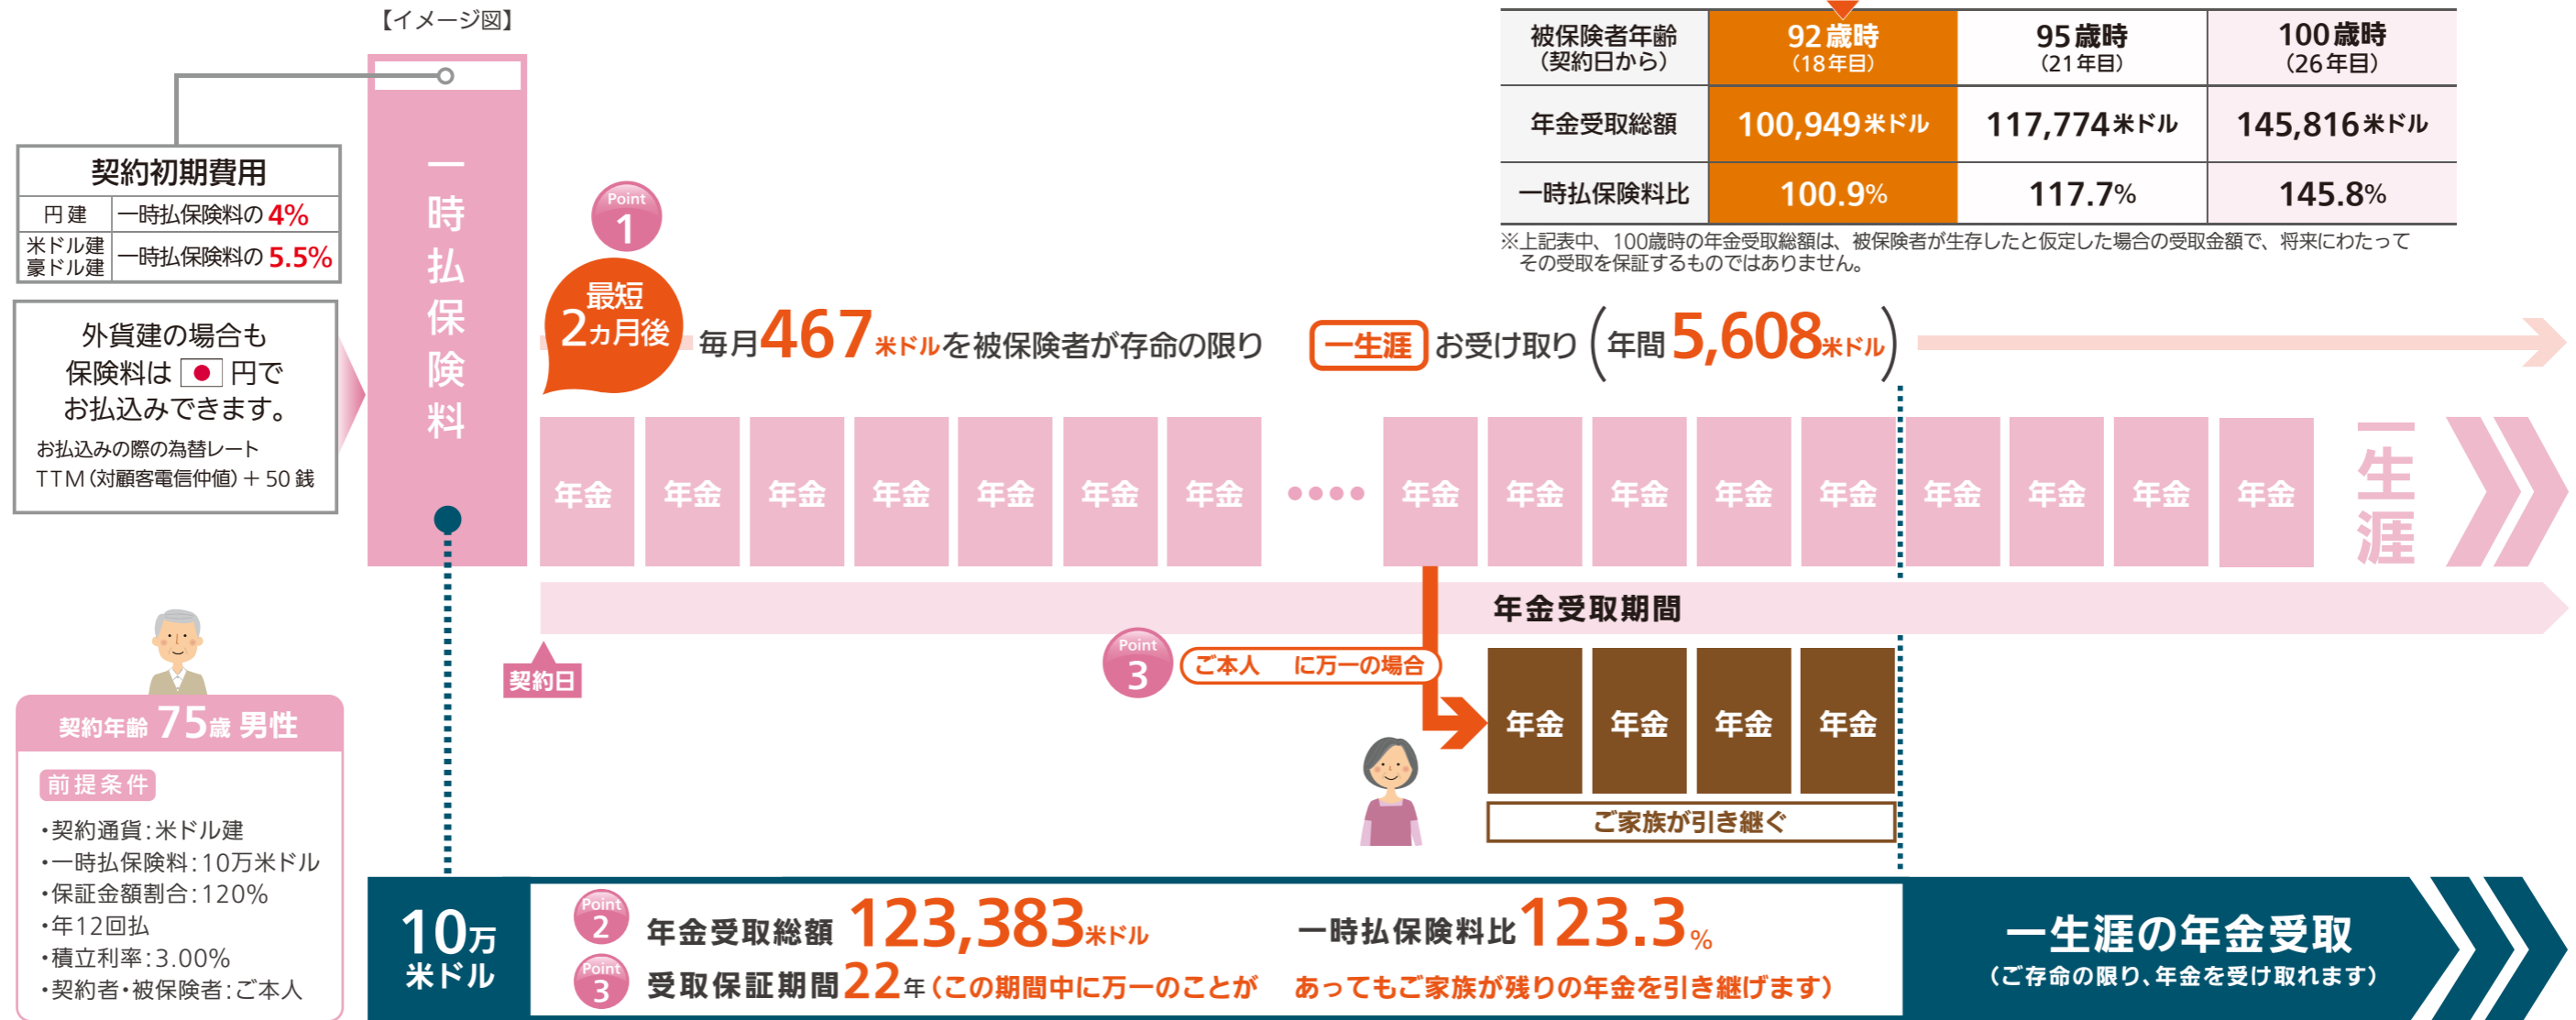 【イメージ図】
被保険者年齢
（契約日から）
92歳時
（18年目）
95歳時
（21年目）
100歳時
（26年目）
年金受取総額
100,949米ドル
117,774米ドル
145,816米ドル
一時払保険料比
100.9%
117.7%
145.8%
※上記表中、100歳時の年金受取総額は、被保険者が生存したと仮定した場合の受取金額で、将来にわたって
その受取を保証するものではありません。
契約初期費用
円建
一時払保険料の4%
米ドル建
豪ドル建
一時払保険料の5.5%
外貨建の場合も
保険料は 円で
お払込みできます。
お払込みの際の為替レート
TTM（対顧客電信仲値）＋50銭
一時払保険料
Point
1
最短
2ヵ月後
毎月467米ドルを被保険者が存命の限り 一生涯 お受け取り（年間5,608米ドル）
年金 年金 年金 年金 年金 年金 年金 •••• 年金 年金 年金 年金 年金 年金 年金 年金 年金
一生涯
年金受取期間
契約日
Point
3
ご本人 に万一の場合
年金 年金 年金 年金
ご家族が引き継ぐ
契約年齢 75歳 男性
前提条件
・契約通貨：米ドル建
・一時払保険料：10万米ドル
・保証金額割合：120%
・年12回払
・積立利率：3.00%
・契約者・被保険者：ご本人
10万
米ドル
Point
2
年金受取総額 123,383米ドル 一時払保険料比123.3%
Point
3
受取保証期間22年（この期間中に万一のことが あってもご家族が残りの年金を引き継げます）
一生涯の年金受取
（ご存命の限り、年金を受け取れます）